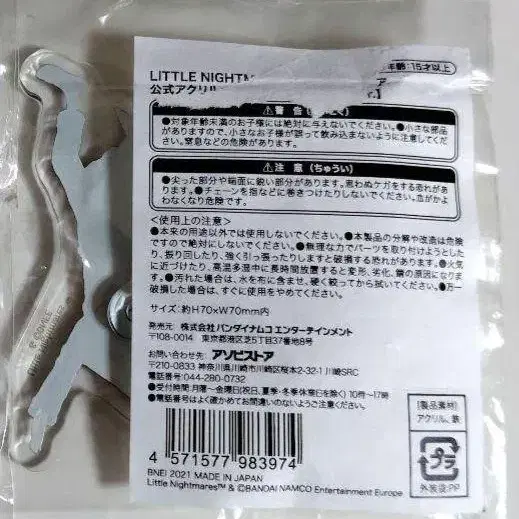 LITTLE NIGHTM
年齢:15才以上
公式アクリル
●対象年齢未満のお子様には絶対に与えないでください。●小さな部品
がありますので、小さなお子様が誤って飲み込まないように注意してくだ
さい。窒息などの危険があります。
⚠注 意 (ちゅうい)
●尖った部分や端面に鋭い部分があります。思わぬケガをする恐れがあ
ります。●チェーンを指などに巻きつけたりしないでください。血がかよ
わなくなり危険です。
<使用上の注意>
●本来の用途以外では使用しないでください。●本製品の分解や改造は危険
ですので絶対にしないでください。●無理な力でパーツを取り付けようとした
り、振り回したり、強く引っ張ったりしますと破損する恐れがあります。●火気
に近づけたり、高温多湿中に長時間放置すると変形、劣化、錆の原因になりま
す。●汚れた場合は、水を布に含ませ、硬く絞ってから拭いてください。●万一
破損した場合は、すぐに使用をやめてください。
サイズ:約H70×W70mm内
発売元:株式会社バンダイナムコエンターテインメント
〒108-0014 東京都港区芝5丁目37番8号
お問い合わせ先:アソビストア
〒210-0833 神奈川県川崎市川崎区桜本2-32-1 川崎SRC
電話番号:044-280-0732
●受付時間:月曜~金曜日(祝日、夏季・冬季休業日を除く)10時~17時
●電話番号はよく確かめてお間違いのないようご注意ください。
【製品素材】
アクリル、鉄
4 571577 983974
プラ
外装袋:PP
BNEI 2021 MADE IN JAPAN
Little Nightmares™ & ©BANDAI NAMCO Entertainment Europe